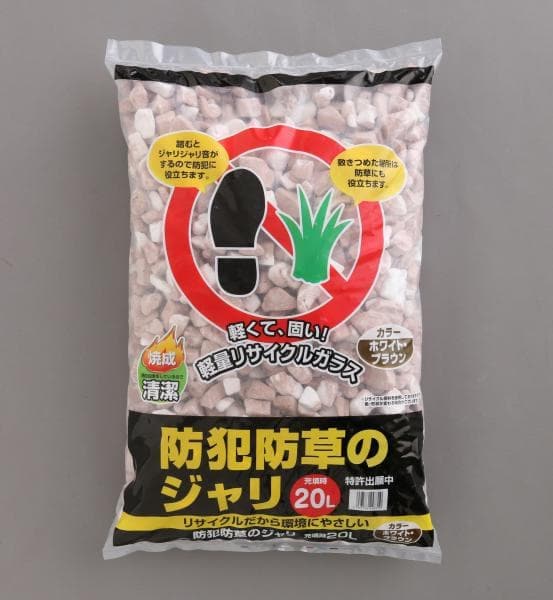 踏むと
ジャリジャリ音が
するので防犯に
役立ちます。
敷きつめた場所は
防草にも
役立ちます。
軽くて、固い!
軽量リサイクルガラス
焼成
清潔
カラー
ホワイト・
ブラウン
防犯防草の
ジャリ
充填時
20L
特許出願中
リサイクルだから環境にやさしい
防犯防草のジャリ 充填時20L
カラー
ホワイト・
ブラウン